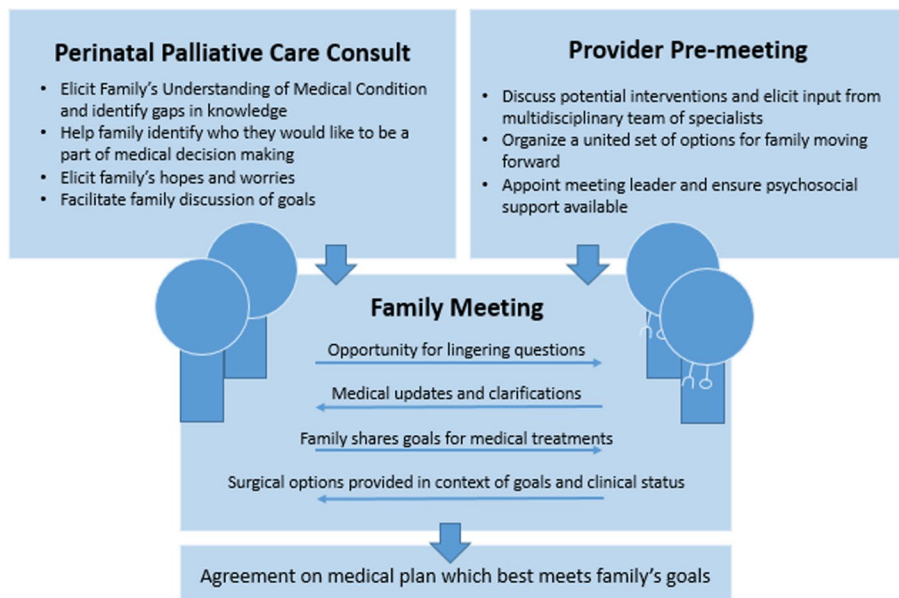 Perinatal Palliative Care Consult
• Elicit Family's Understanding of Medical Condition
and identify gaps in knowledge
• Help family identify who they would like to be a
part of medical decision making
• Elicit family's hopes and worries
• Facilitate family discussion of goals
Provider Pre-meeting
• Discuss potential interventions and elicit input from
multidisciplinary team of specialists
• Organize a united set of options for family moving
forward
• Appoint meeting leader and ensure psychosocial
support available
Family Meeting
Opportunity for lingering questions
Medical updates and clarifications
Family shares goals for medical treatments
Surgical options provided in context of goals and clinical status
Agreement on medical plan which best meets family's goals